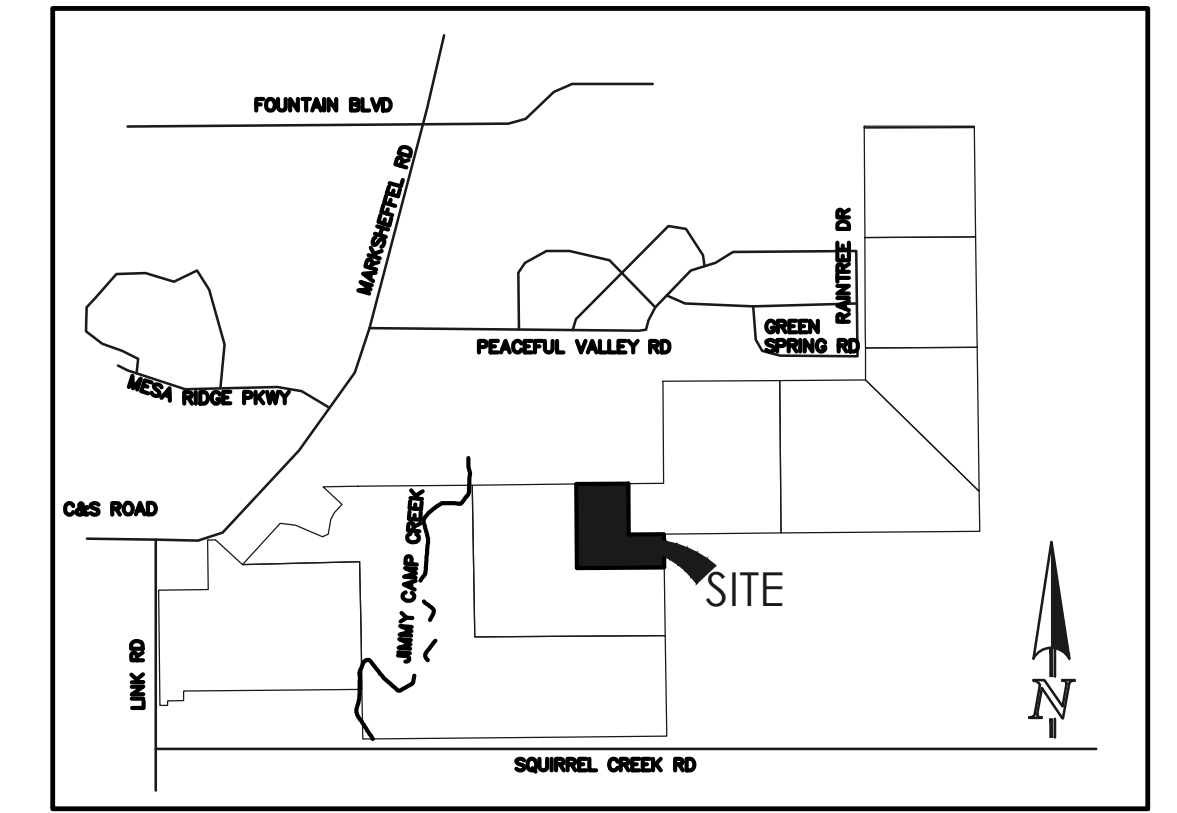 FOUNTAIN BLVD
MARKSHEFFEL RD
RAINTREE DR
GREEN
SPRING RD
PEACEFUL VALLEY RD
MESA RIDGE PKWY
C&S ROAD
JIMMY CAMP CREEK
SITE
LINK RD
N
SQUIRREL CREEK RD